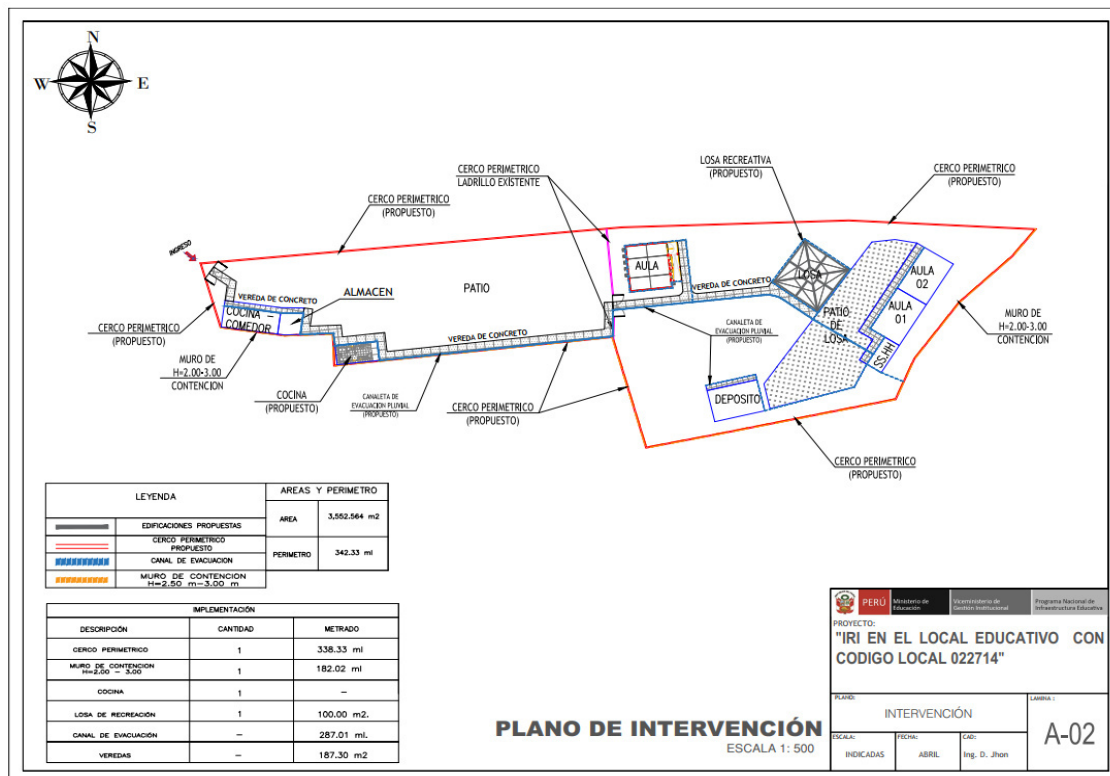 N
W
E
S
CERCO PERIMETRICO
LADRILLO EXISTENTE
LOSA RECREATIVA
(PROPUESTO)
CERCO PERIMETRICO
(PROPUESTO)
CERCO PERIMETRICO
(PROPUESTO)
INGRESO
AULA
LOCA
AULA
02
PATIO
VEREDA DE CONCRETO
ALMACEN
VEREDA DE CONCRETO
COCINA -
COMEDOR
AULA
01
PATIO
DE
LOSA
CERCO PERIMETRICO
(PROPUESTO)
VEREDA DE CONCRETO
CANALETA DE
EVACUACION PLUVIAL
(PROPUESTO)
MURO DE
H=2.00-3.00
CONTENCION
SS.HH
MURO DE
H=2.00-3.00
CONTENCION
COCINA
(PROPUESTO)
CANALETA DE
EVACUACION PLUVIAL
(PROPUESTO)
CERCO PERIMETRICO
(PROPUESTO)
DEPOSITO
CERCO PERIMETRICO
(PROPUESTO)
LEYENDA
EDIFICACIONES PROPUESTAS
CERCO PERIMETRICO
PROPUESTO
CANAL DE EVACUACION
MURO DE CONTENCION
H=2.50 m-3.00 m
AREAS Y PERIMETRO
AREA
3,552.564 m2
PERIMETRO
342.33 ml
IMPLEMENTACIÓN
DESCRIPCIÓN CANTIDAD METRADO
CERCO PERIMETRICO 1 338.33 ml
MURO DE CONTENCION
H=2.00 - 3.00
1 182.02 ml
COCINA 1 -
LOSA DE RECREACIÓN 1 100.00 m2.
CANAL DE EVACUACIÓN - 287.01 ml.
VEREDAS - 187.30 m2
PLANO DE INTERVENCIÓN
ESCALA 1: 500
PERÚ
Ministerio de
Educación
Viceministerio de
Gestión Institucional
Programa Nacional de
Infraestructura Educativa
PROYECTO:
"IRI EN EL LOCAL EDUCATIVO CON
CODIGO LOCAL 022714"
PLANO:
INTERVENCIÓN
LAMINA :
A-02
ESCALA:
INDICADAS
FECHA:
ABRIL
CAD:
Ing. D. Jhon